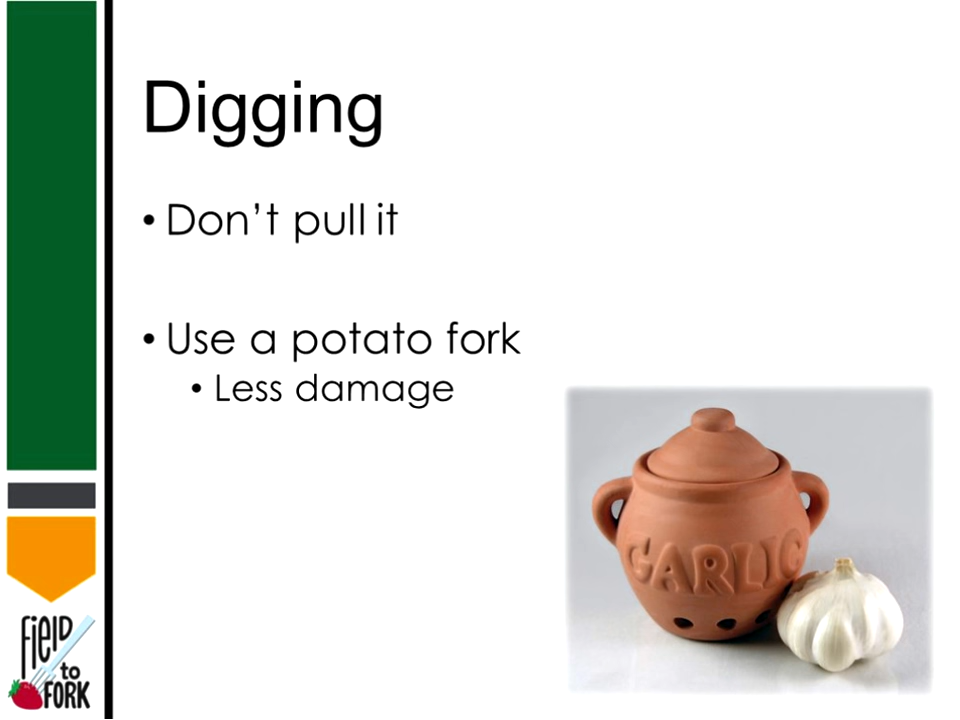 Digging
• Don't pull it
• Use a potato fork
• Less damage
GARLIC
FIELD
to
FORK